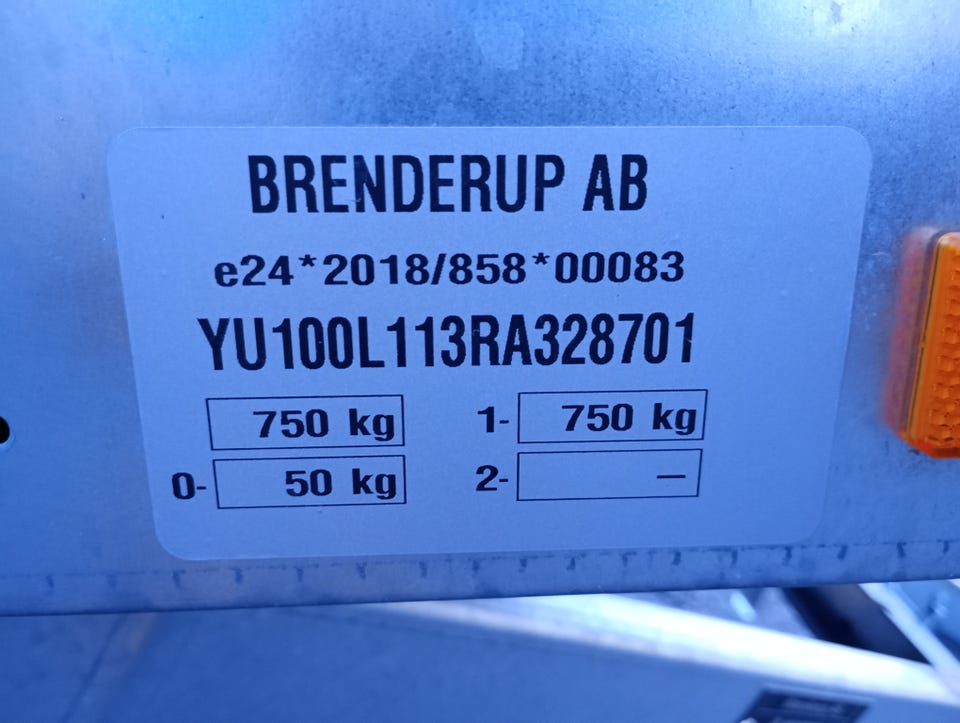 BRENDERUP AB
e24*2018/858*00083
YU100L113RA328701
750 kg 1- 750 kg
0- 50 kg 2- –